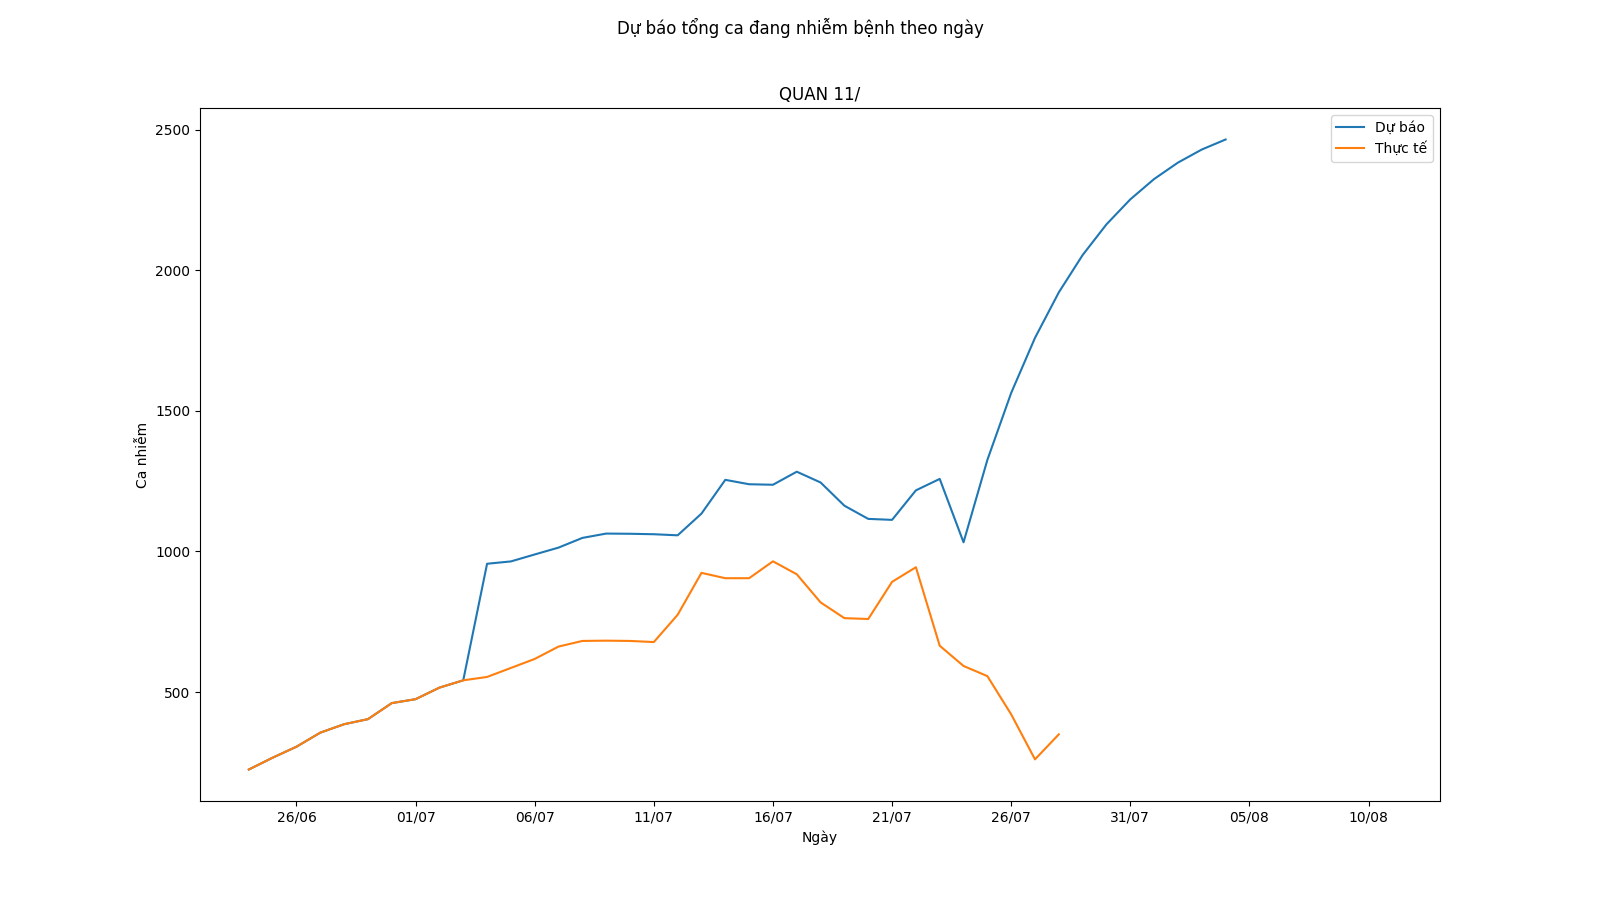 Dự báo tổng ca đang nhiễm bệnh theo ngày
QUAN 11/
Dự báo
Thực tế
2500
2000
1500
1000
500
Ca nhiễm
26/06
01/07
06/07
11/07
16/07
21/07
26/07
31/07
05/08
10/08
Ngày